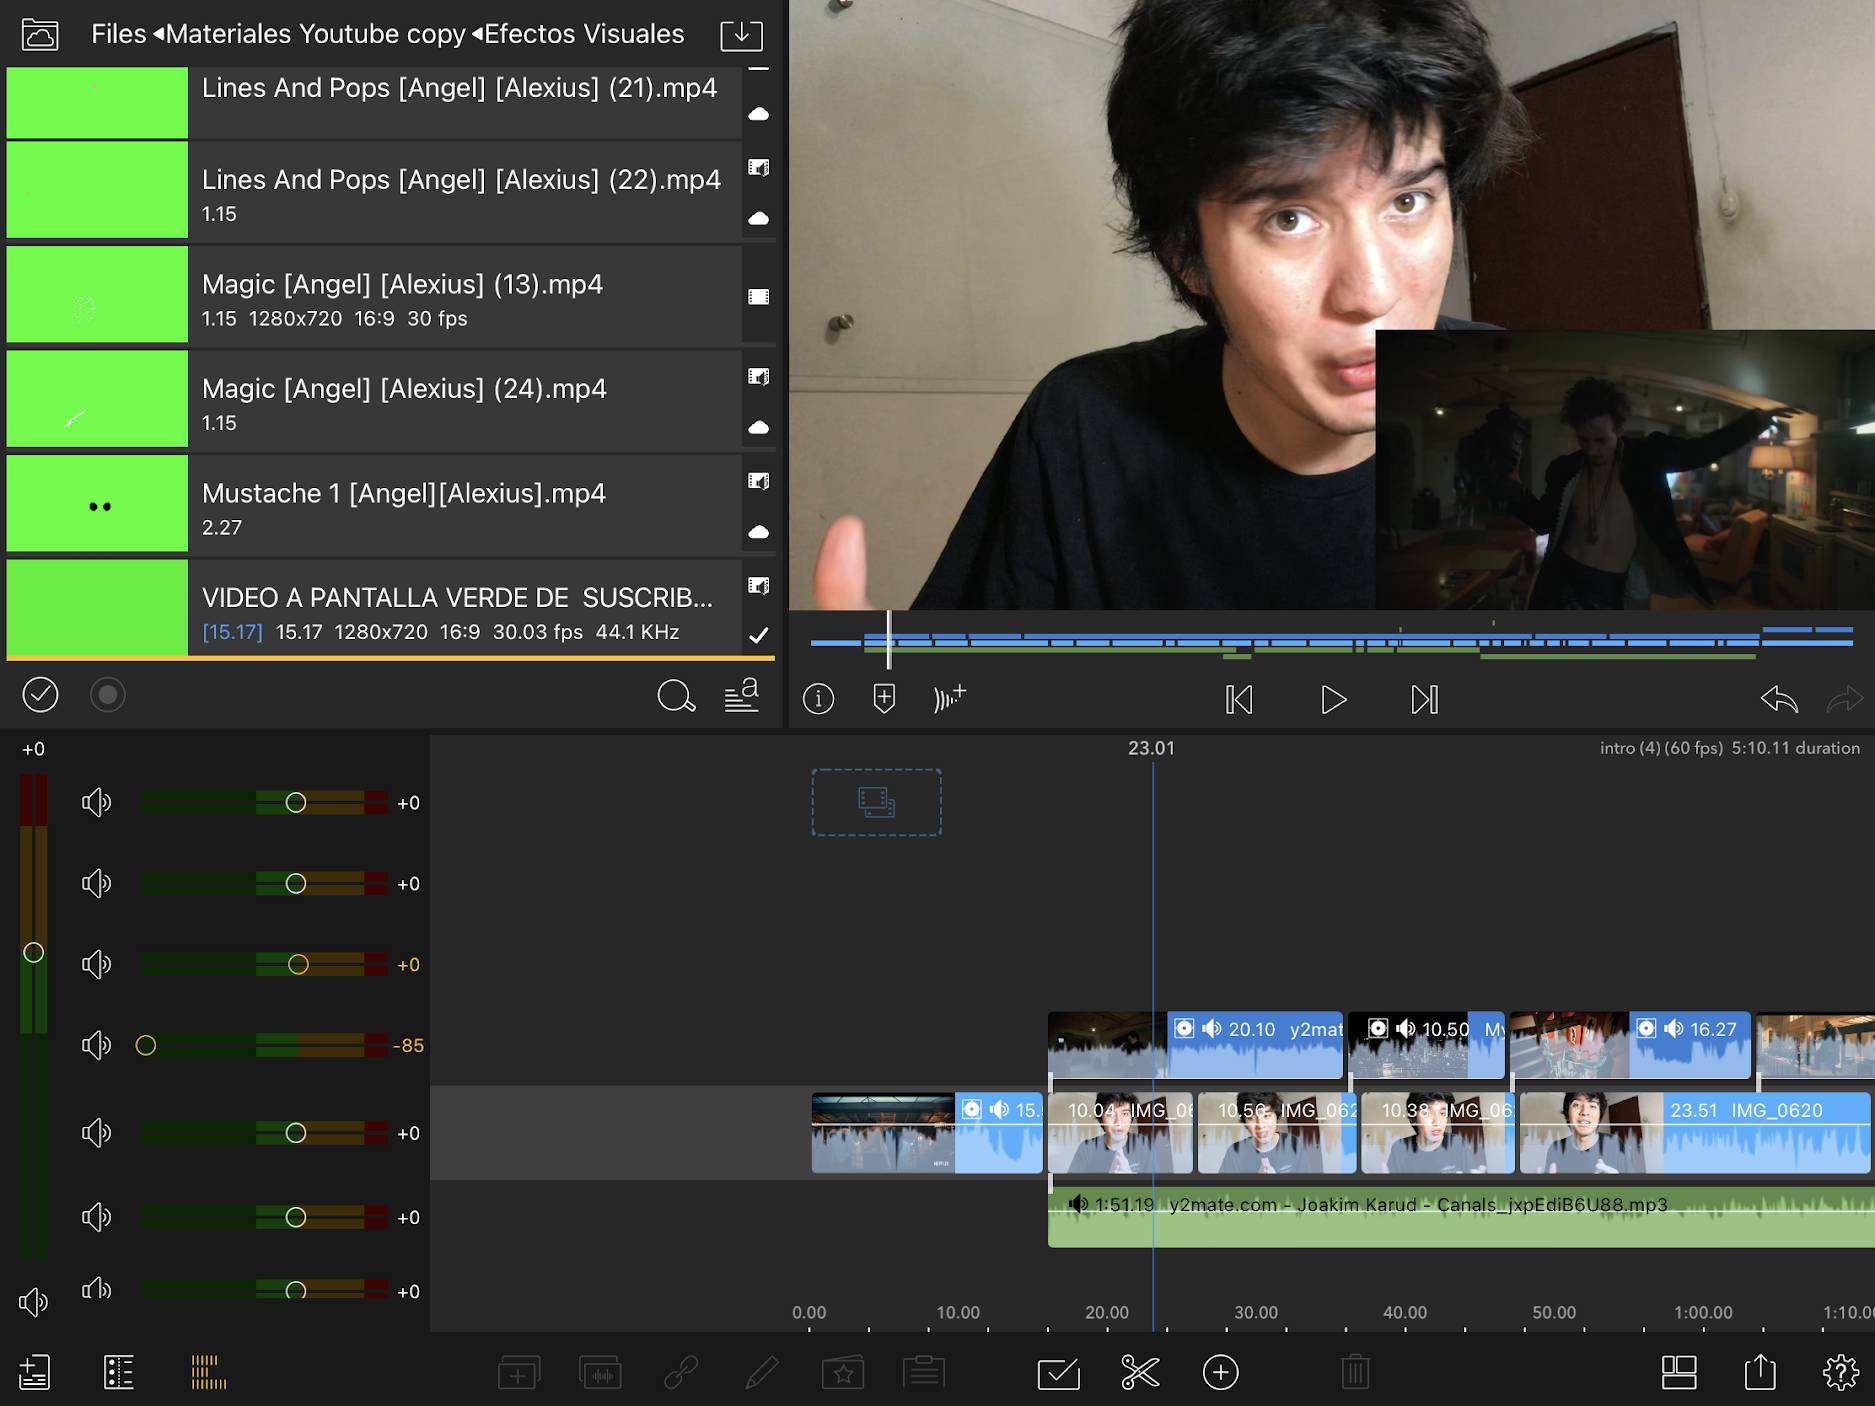 Files ◂Materiales Youtube copy ◂Efectos Visuales
Lines And Pops [Angel] [Alexius] (21).mp4
Lines And Pops [Angel] [Alexius] (22).mp4
1.15
Magic [Angel] [Alexius] (13).mp4
1.15 1280x720 16:9 30 fps
Magic [Angel] [Alexius] (24).mp4
1.15
Mustache 1 [Angel][Alexius].mp4
2.27
VIDEO A PANTALLA VERDE DE SUSCRIB...
[15.17] 15.17 1280x720 16:9 30.03 fps 44.1 KHz
a
+0
23.01
intro (4) (60 fps) 5:10.11 duration
+0
+0
+0
-85
+0
+0
+0
20.10 y2mat
10.50 My
16.27
15.
10.04 IMG_06
10.56 IMG_062
10.38 IMG_06
23.51 IMG_0620
NETFLIX
1:51.19 y2mate.com - Joakim Karud - Canals_jxpEdiB6U88.mp3
0.00 10.00 20.00 30.00 40.00 50.00 1:00.00 1:10.00